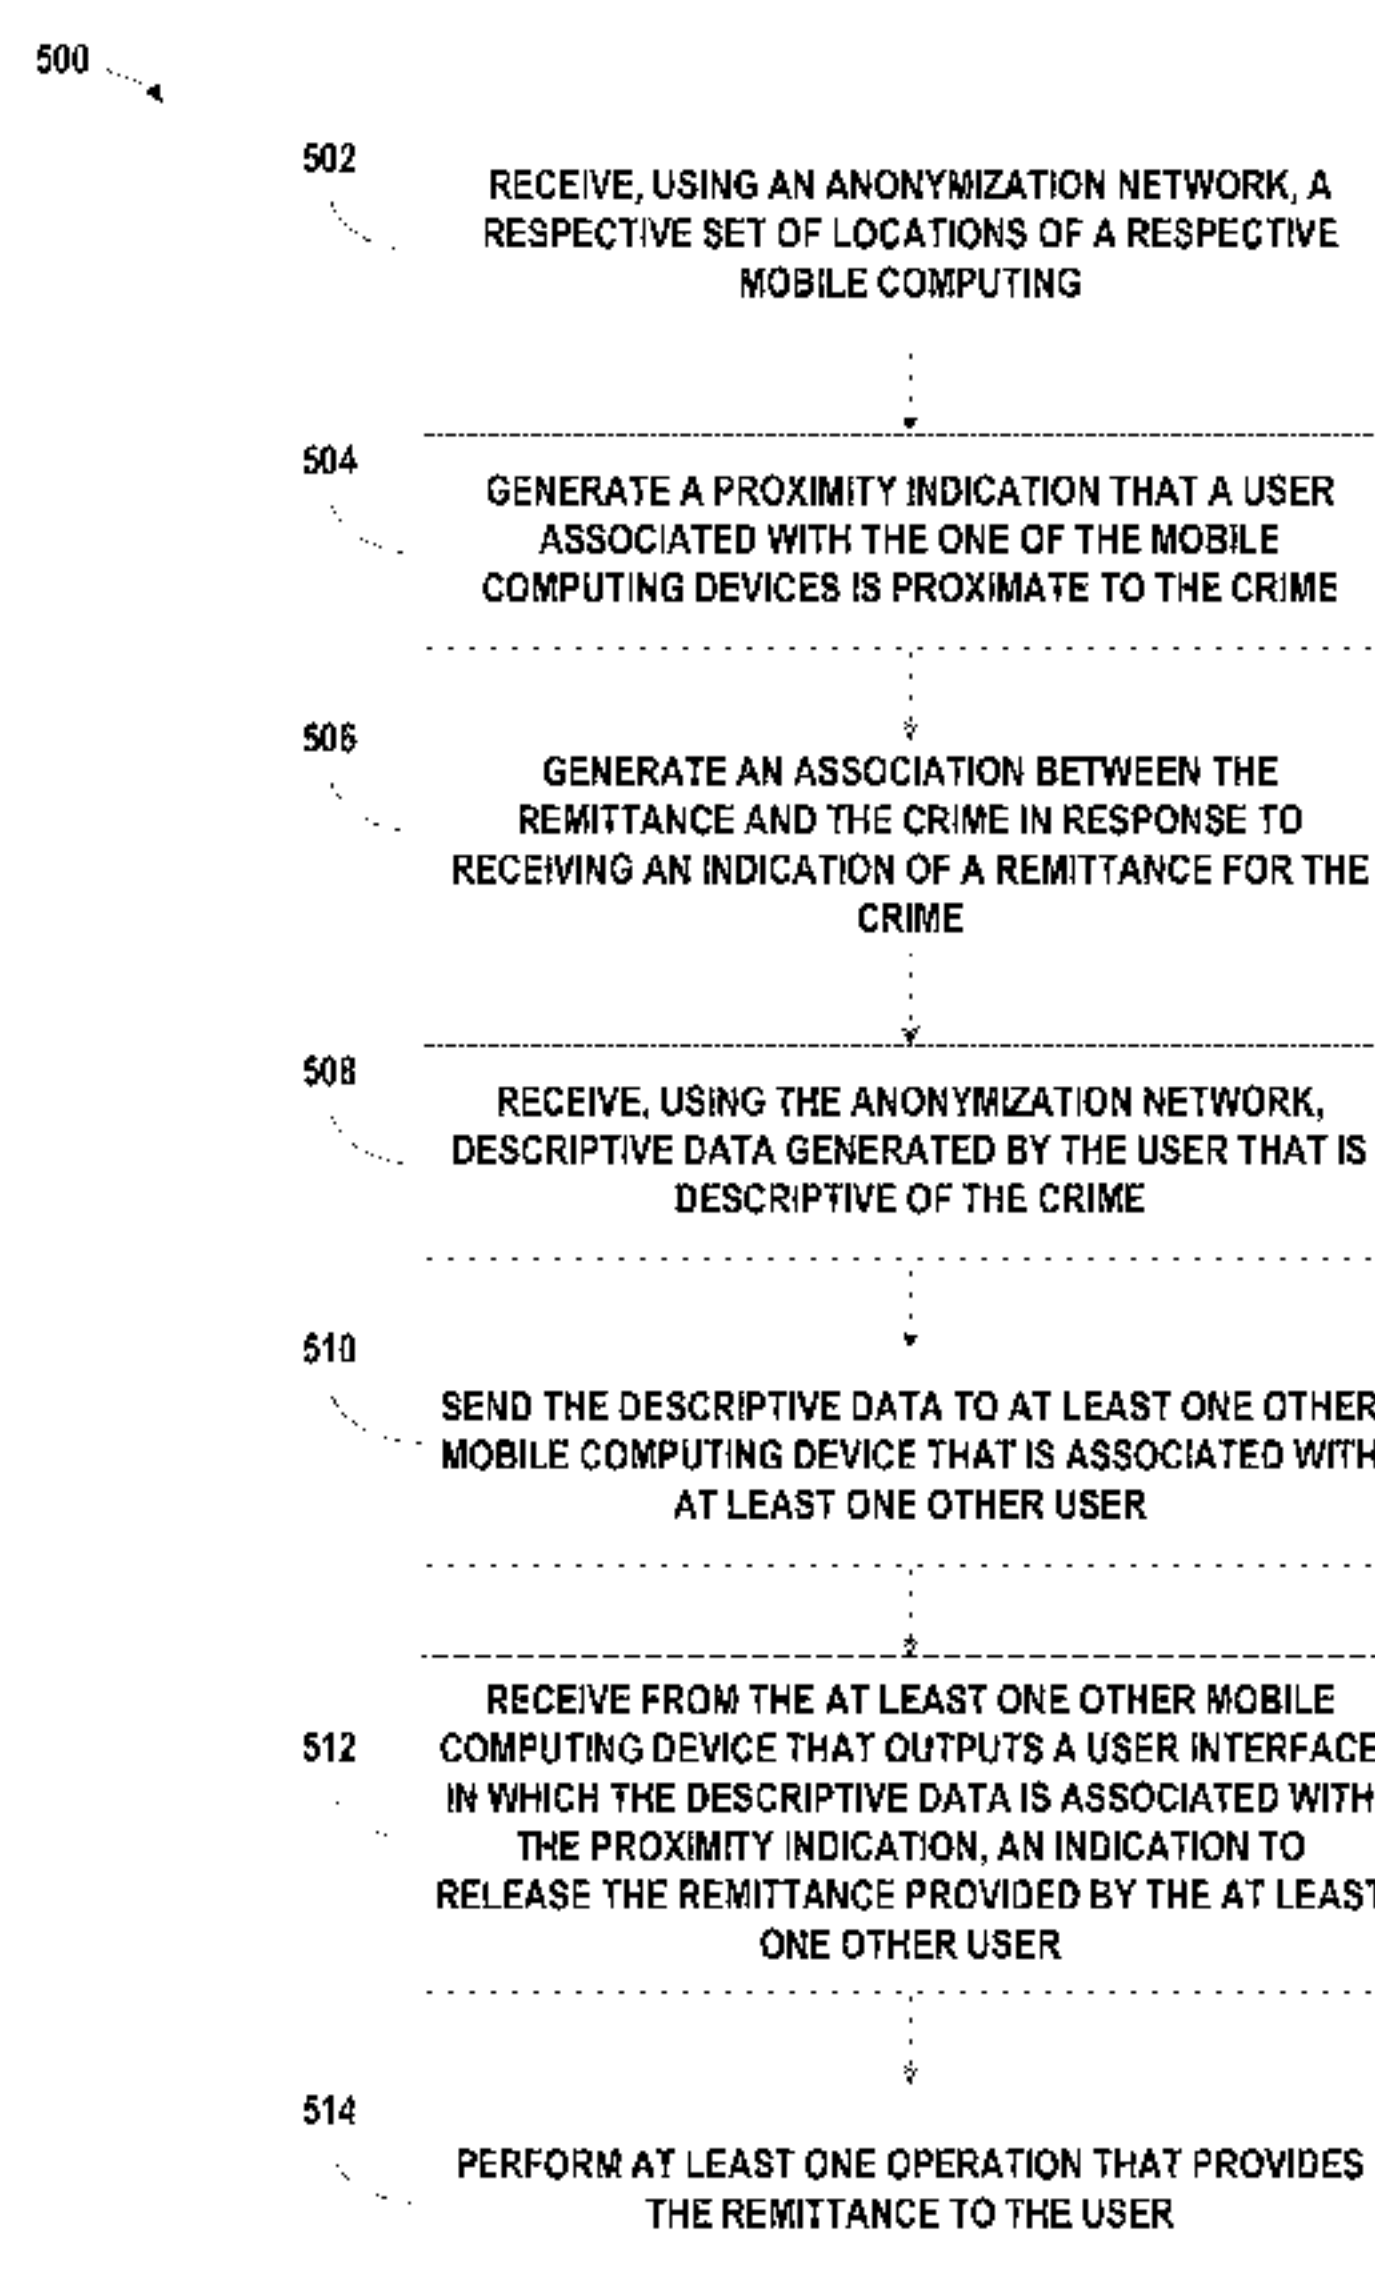 500
502
RECEIVE, USING AN ANONYMIZATION NETWORK, A
RESPECTIVE SET OF LOCATIONS OF A RESPECTIVE
MOBILE COMPUTING
504
GENERATE A PROXIMITY INDICATION THAT A USER
ASSOCIATED WITH THE ONE OF THE MOBILE
COMPUTING DEVICES IS PROXIMATE TO THE CRIME
506
GENERATE AN ASSOCIATION BETWEEN THE
REMITTANCE AND THE CRIME IN RESPONSE TO
RECEIVING AN INDICATION OF A REMITTANCE FOR THE
CRIME
508
RECEIVE, USING THE ANONYMIZATION NETWORK,
DESCRIPTIVE DATA GENERATED BY THE USER THAT IS
DESCRIPTIVE OF THE CRIME
510
SEND THE DESCRIPTIVE DATA TO AT LEAST ONE OTHER
MOBILE COMPUTING DEVICE THAT IS ASSOCIATED WITH
AT LEAST ONE OTHER USER
512
RECEIVE FROM THE AT LEAST ONE OTHER MOBILE
COMPUTING DEVICE THAT OUTPUTS A USER INTERFACE
IN WHICH THE DESCRIPTIVE DATA IS ASSOCIATED WITH
THE PROXIMITY INDICATION, AN INDICATION TO
RELEASE THE REMITTANCE PROVIDED BY THE AT LEAST
ONE OTHER USER
514
PERFORM AT LEAST ONE OPERATION THAT PROVIDES
THE REMITTANCE TO THE USER